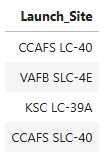 Launch_Site
CCAFS LC-40
VAFB SLC-4E
KSC LC-39A
CCAFS SLC-40